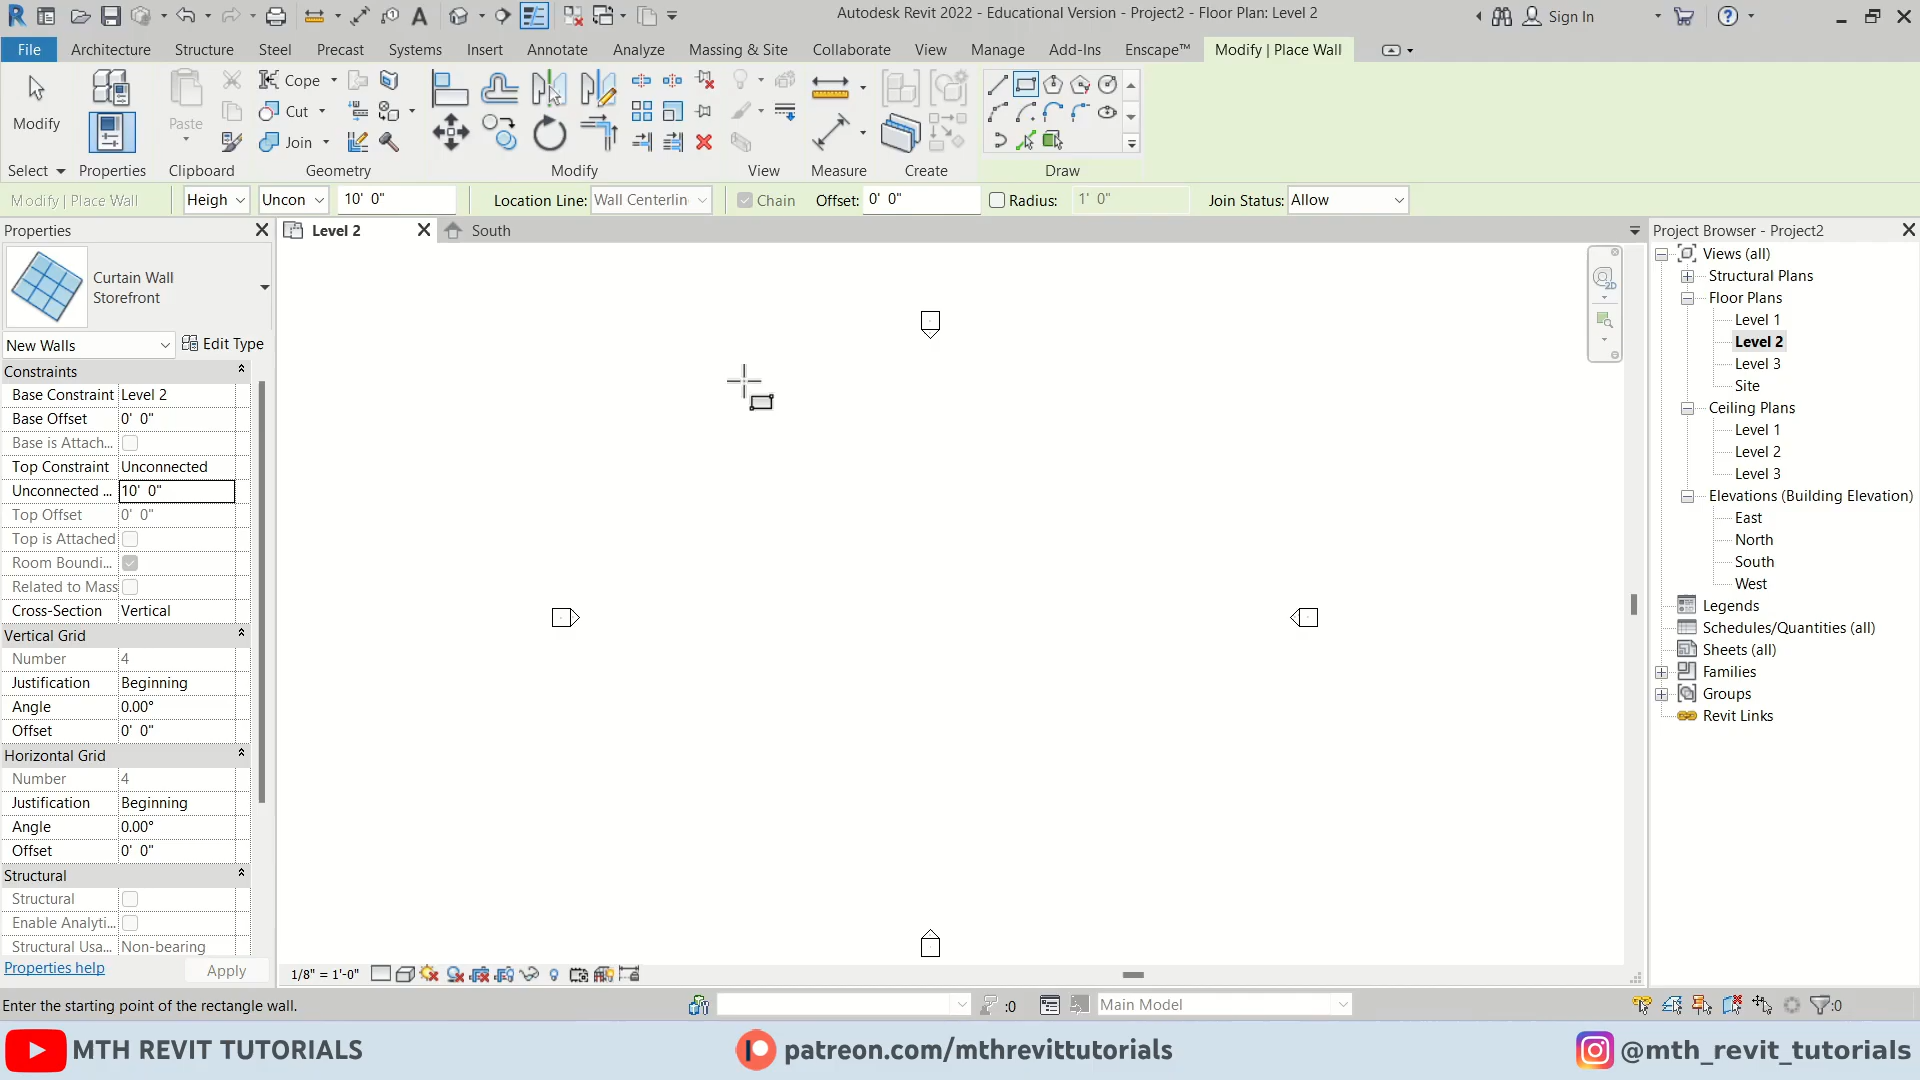 Autodesk Revit 2022 - Educational Version - Project2 - Floor Plan: Level 2
Sign In
File Architecture Structure Steel Precast Systems Insert Annotate Analyze Massing & Site Collaborate View Manage Add-Ins Enscape™ Modify | Place Wall
Modify Paste Cope Cut Join
Select Properties Clipboard Geometry Modify View Measure Create Draw
Modify | Place Wall Heigh Uncon 10' 0" Location Line: Wall Centerlin Chain Offset: 0' 0" Radius: 1' 0" Join Status: Allow
Properties
Level 2 South
Project Browser - Project2
Curtain Wall
Storefront
New Walls Edit Type
Constraints
Base Constraint Level 2
Base Offset 0' 0"
Base is Attach...
Top Constraint Unconnected
Unconnected ... 10' 0"
Top Offset 0' 0"
Top is Attached
Room Boundi...
Related to Mass
Cross-Section Vertical
Vertical Grid
Number 4
Justification Beginning
Angle 0.00°
Offset 0' 0"
Horizontal Grid
Number 4
Justification Beginning
Angle 0.00°
Offset 0' 0"
Structural
Structural
Enable Analyti...
Structural Usa... Non-bearing
Properties help Apply
2D
Views (all)
Structural Plans
Floor Plans
Level 1
Level 2
Level 3
Site
Ceiling Plans
Level 1
Level 2
Level 3
Elevations (Building Elevation)
East
North
South
West
Legends
Schedules/Quantities (all)
Sheets (all)
Families
Groups
Revit Links
1/8" = 1'-0"
Enter the starting point of the rectangle wall. :0 Main Model :0
MTH REVIT TUTORIALS patreon.com/mthrevittutorials @mth_revit_tutorials